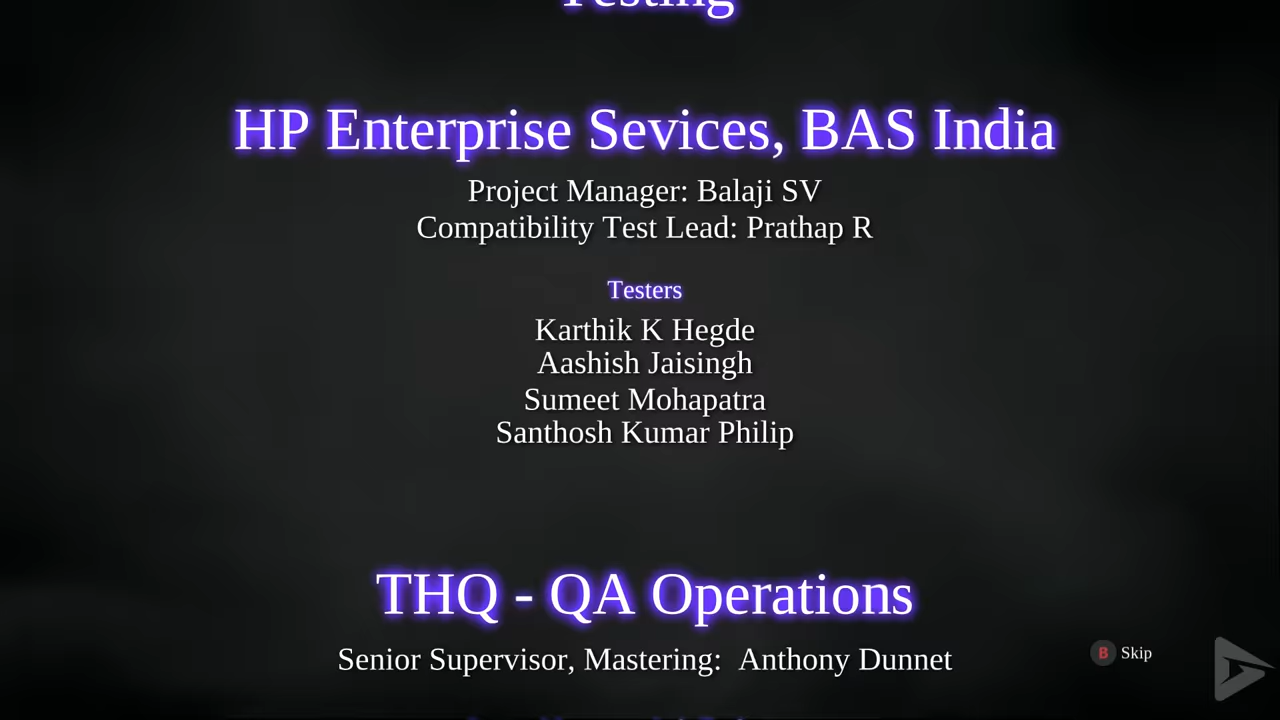 Testing
HP Enterprise Sevices, BAS India
Project Manager: Balaji SV
Compatibility Test Lead: Prathap R
Testers
Karthik K Hegde
Aashish Jaisingh
Sumeet Mohapatra
Santhosh Kumar Philip
THQ - QA Operations
Senior Supervisor, Mastering:  Anthony Dunnet
B Skip